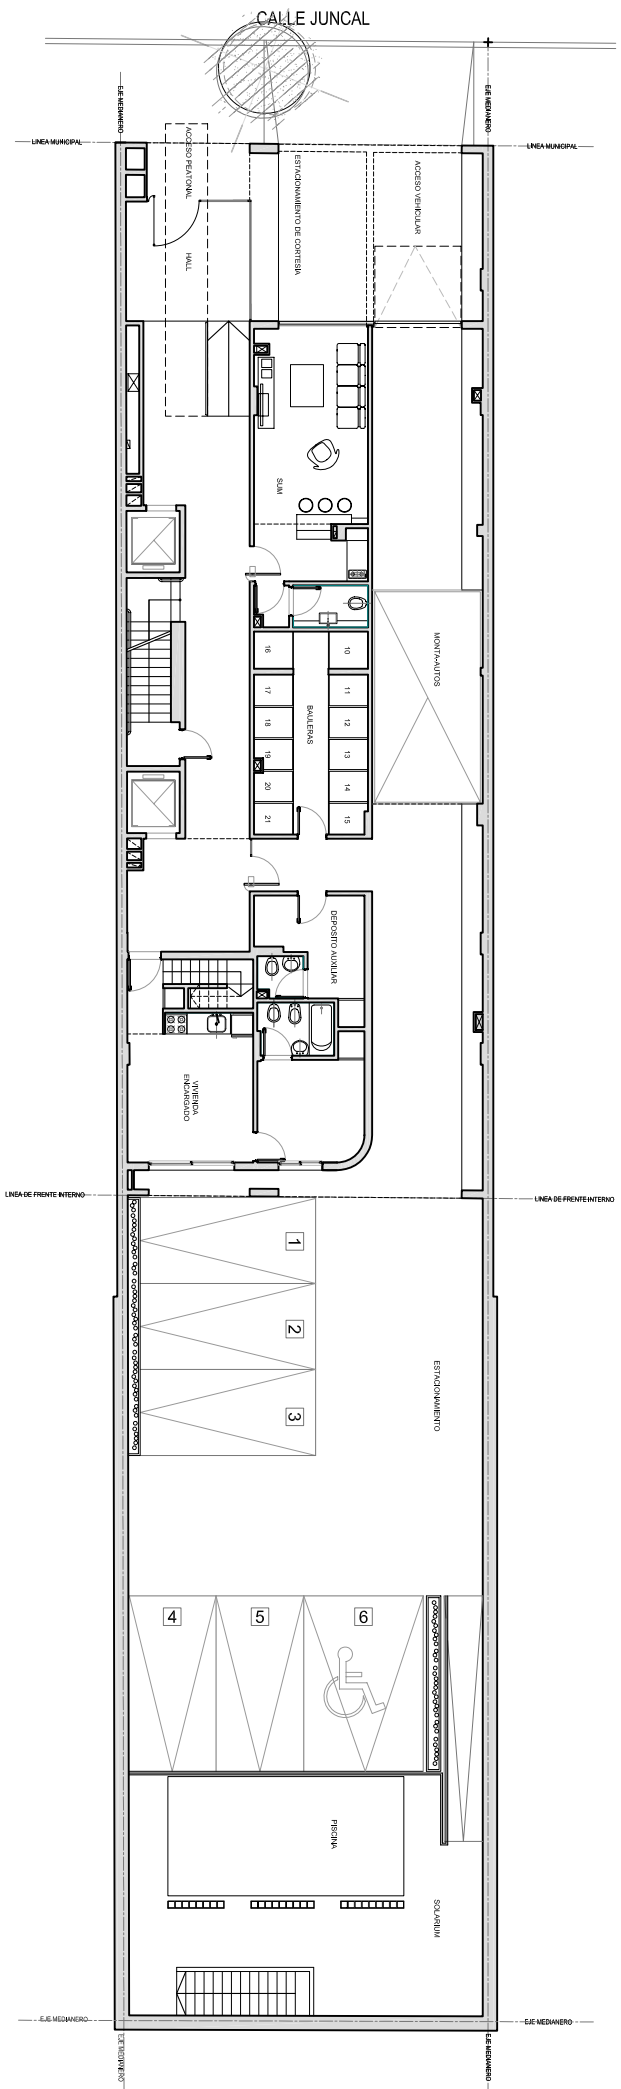 CALLE JUNCAL
EJE MEDIANERO
EJE MEDIANERO
LINEA MUNICIPAL
LINEA MUNICIPAL
ACCESO PEATONAL
HALL
ESTACIONAMIENTO DE CORTESIA
ACCESO VEHICULAR
SUM
MONTA-AUTOS
BAULERAS
16
10
17
11
18
12
19
13
20
14
21
15
DEPOSITO AUXILIAR
VIVIENDA
ENCARGADO
LINEA DE FRENTE INTERNO
LINEA DE FRENTE INTERNO
1
2
3
ESTACIONAMIENTO
4
5
6
PISCINA
SOLARIUM
EJE MEDIANERO
EJE MEDIANERO
EJE MEDIANERO
EJE MEDIANERO